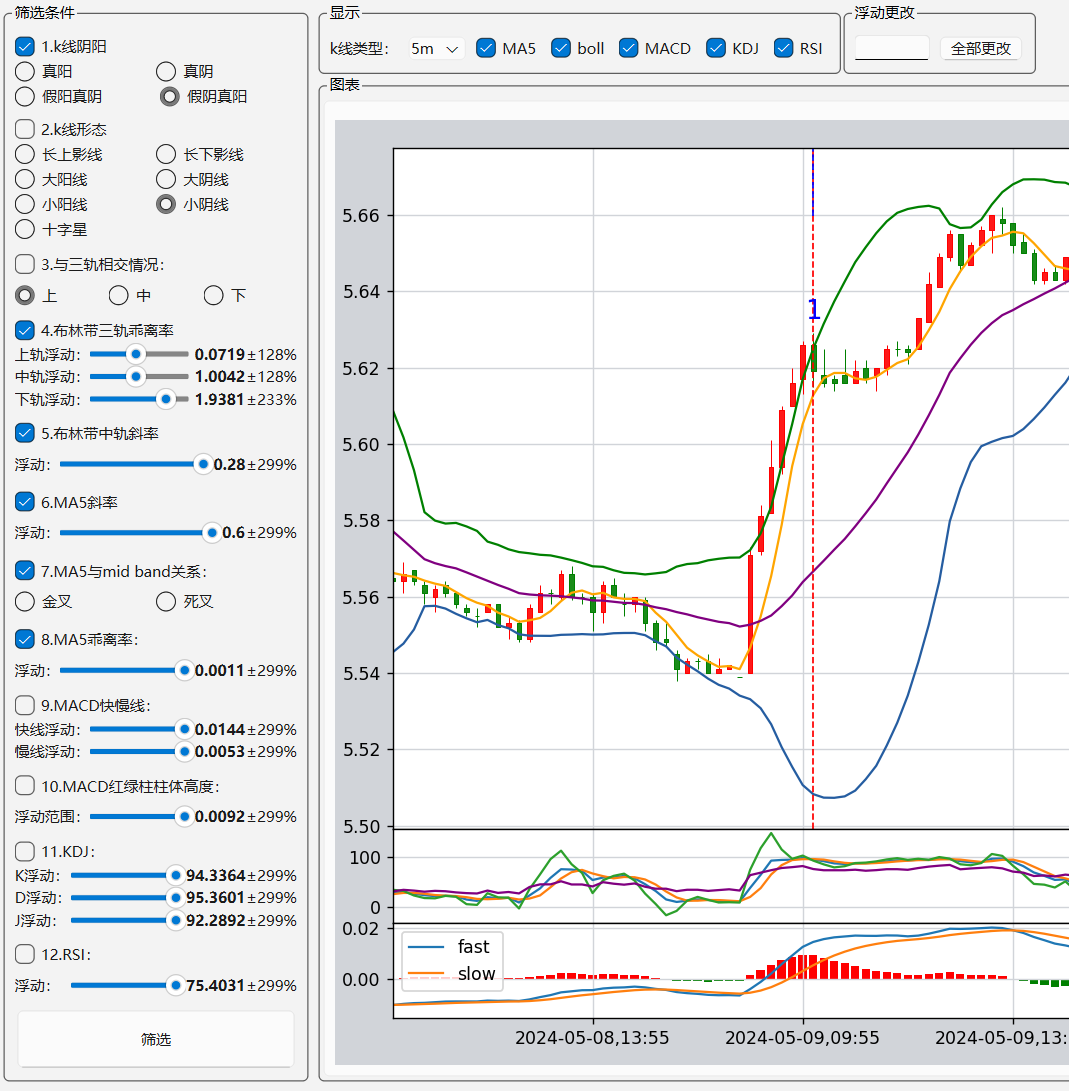 筛选条件
1.k线阴阳
真阳 真阴
假阳真阴 假阴真阳
2.k线形态
长上影线 长下影线
大阳线 大阴线
小阳线 小阴线
十字星
3.与三轨相交情况：
上 中 下
4.布林带三轨乖离率
上轨浮动： 0.0719±128%
中轨浮动： 1.0042±128%
下轨浮动： 1.9381±233%
5.布林带中轨斜率
浮动： 0.28±299%
6.MA5斜率
浮动： 0.6±299%
7.MA5与mid band关系：
金叉 死叉
8.MA5乖离率：
浮动： 0.0011±299%
9.MACD快慢线：
快线浮动： 0.0144±299%
慢线浮动： 0.0053±299%
10.MACD红绿柱柱体高度：
浮动范围： 0.0092±299%
11.KDJ：
K浮动： 94.3364±299%
D浮动： 95.3601±299%
J浮动： 92.2892±299%
12.RSI：
浮动： 75.4031±299%
筛选
显示
k线类型： 5m MA5 boll MACD KDJ RSI
浮动更改
全部更改
图表
5.66
5.64
1
5.62
5.60
5.58
5.56
5.54
5.52
5.50
100
0
0.02
fast
slow
0.00
2024-05-08,13:55 2024-05-09,09:55 2024-05-09,13: